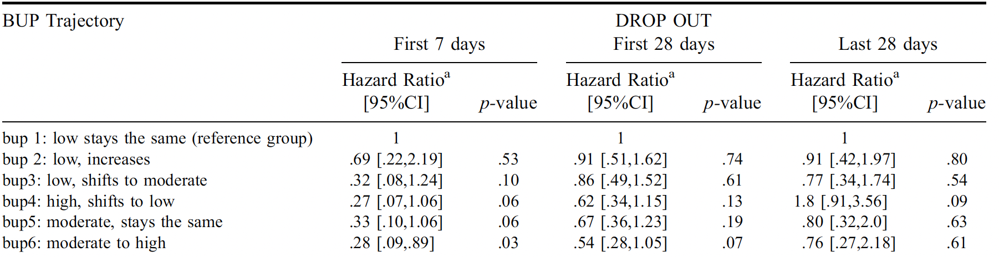 BUP Trajectory DROP OUT
First 7 days First 28 days Last 28 days
Hazard Ratioa Hazard Ratioa Hazard Ratioa
[95%CI] p-value [95%CI] p-value [95%CI] p-value
bup 1: low stays the same (reference group) 1 1 1
bup 2: low, increases .69 [.22,2.19] .53 .91 [.51,1.62] .74 .91 [.42,1.97] .80
bup3: low, shifts to moderate .32 [.08,1.24] .10 .86 [.49,1.52] .61 .77 [.34,1.74] .54
bup4: high, shifts to low .27 [.07,1.06] .06 .62 [.34,1.15] .13 1.8 [.91,3.56] .09
bup5: moderate, stays the same .33 [.10,1.06] .06 .67 [.36,1.23] .19 .80 [.32,2.0] .63
bup6: moderate to high .28 [.09,.89] .03 .54 [.28,1.05] .07 .76 [.27,2.18] .61